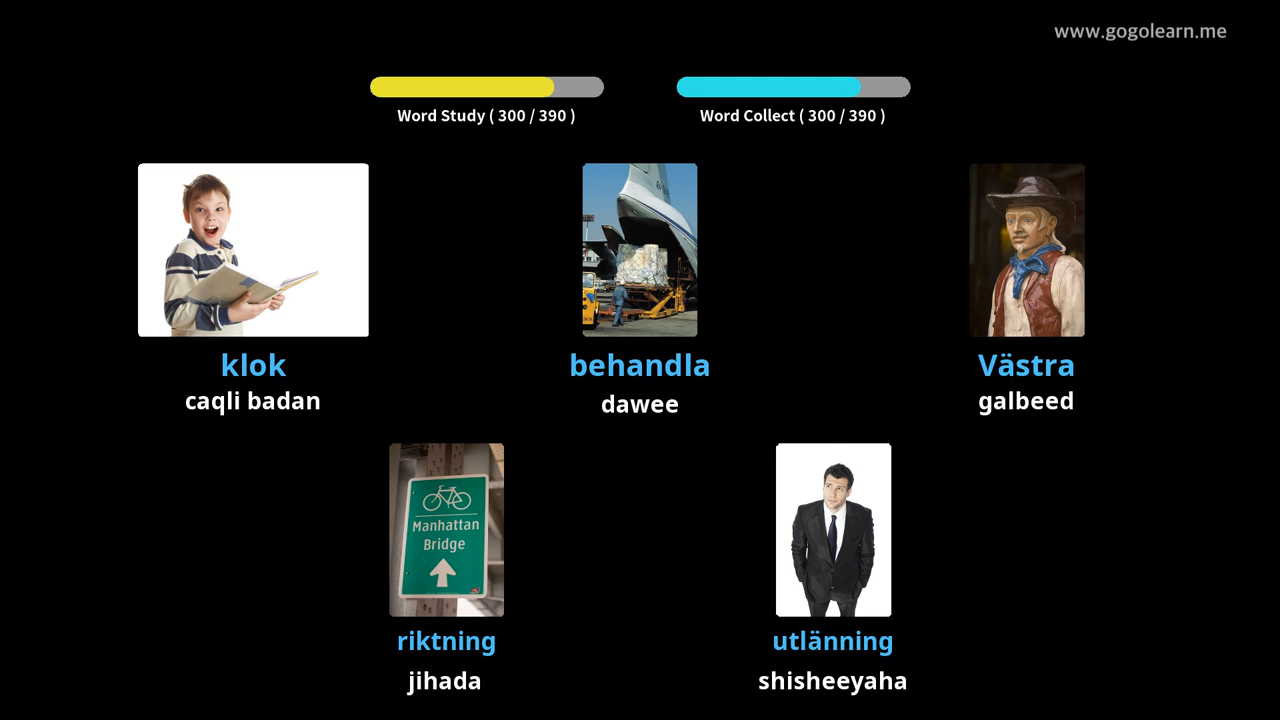 www.gogolearn.me
Word Study ( 300 / 390 )
Word Collect ( 300 / 390 )
klok
caqli badan
behandla
dawee
Västra
galbeed
Manhattan
Bridge
riktning
jihada
utlänning
shisheeyaha